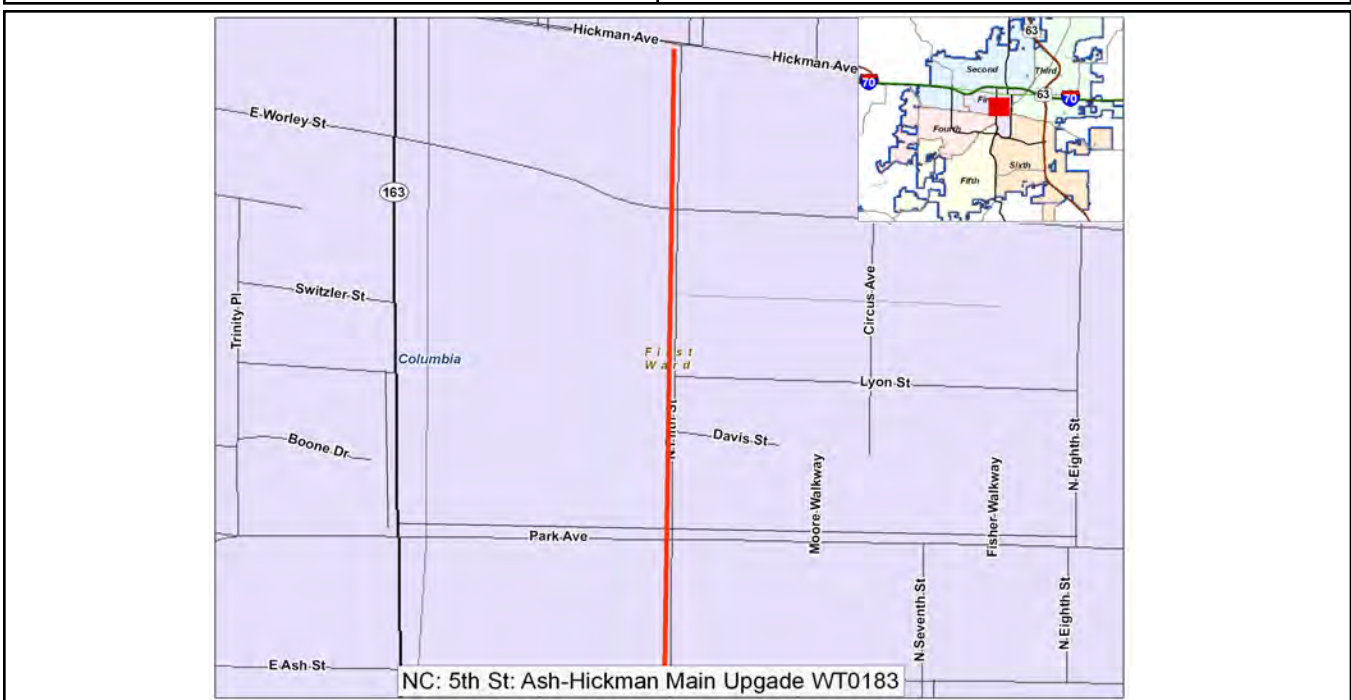 Hickman Ave
Hickman Ave
E Worley St
163
Switzler St
Trinity Pl
Columbia
First
Ward
Circus Ave
Lyon St
N Fifth St
Davis St
Boone Dr
Moore Walkway
Fisher Walkway
N Eighth St
Park Ave
N Seventh St
N Eighth St
E Ash St
NC: 5th St: Ash-Hickman Main Upgade WT0183
63
Second
Third
70
63
70
Fourth
Sixth
Fifth